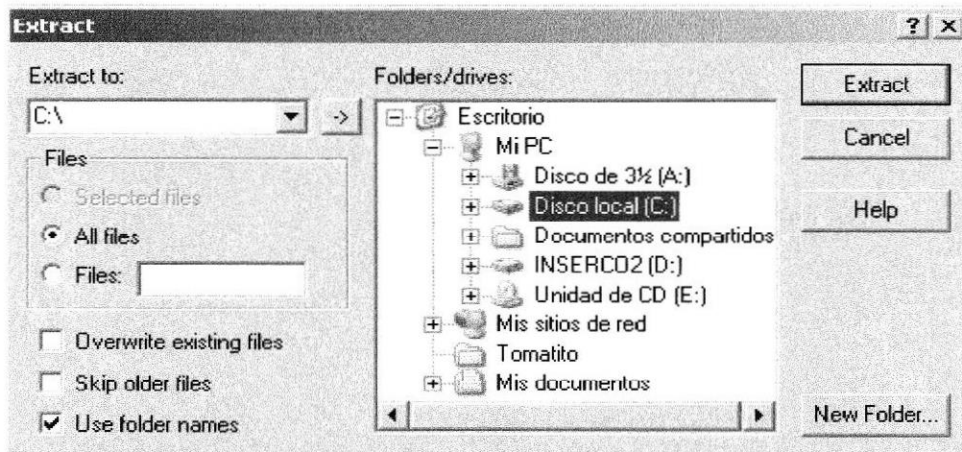 Extract
Extract to:
C:\
->
Files
Selected files
All files
Files:
Overwrite existing files
Skip older files
Use folder names
Folders/drives:
Escritorio
Mi PC
Disco de 3½ (A:)
Disco local (C:)
Documentos compartidos
INSERCO2 (D:)
Unidad de CD (E:)
Mis sitios de red
Tomatito
Mis documentos
Extract
Cancel
Help
New Folder...